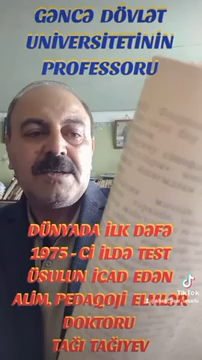 GƏNCƏ DÖVLƏT
UNİVERSİTETİNİN
PROFESSORU
TikTok
DÜNYADA İLK DƏFƏ
1975 - Cİ İLDƏ TEST
ÜSULUN İCAD EDƏN
ALİM, PEDAQOJİ ELMLƏR
DOKTORU
TAĞI TAĞIYEV